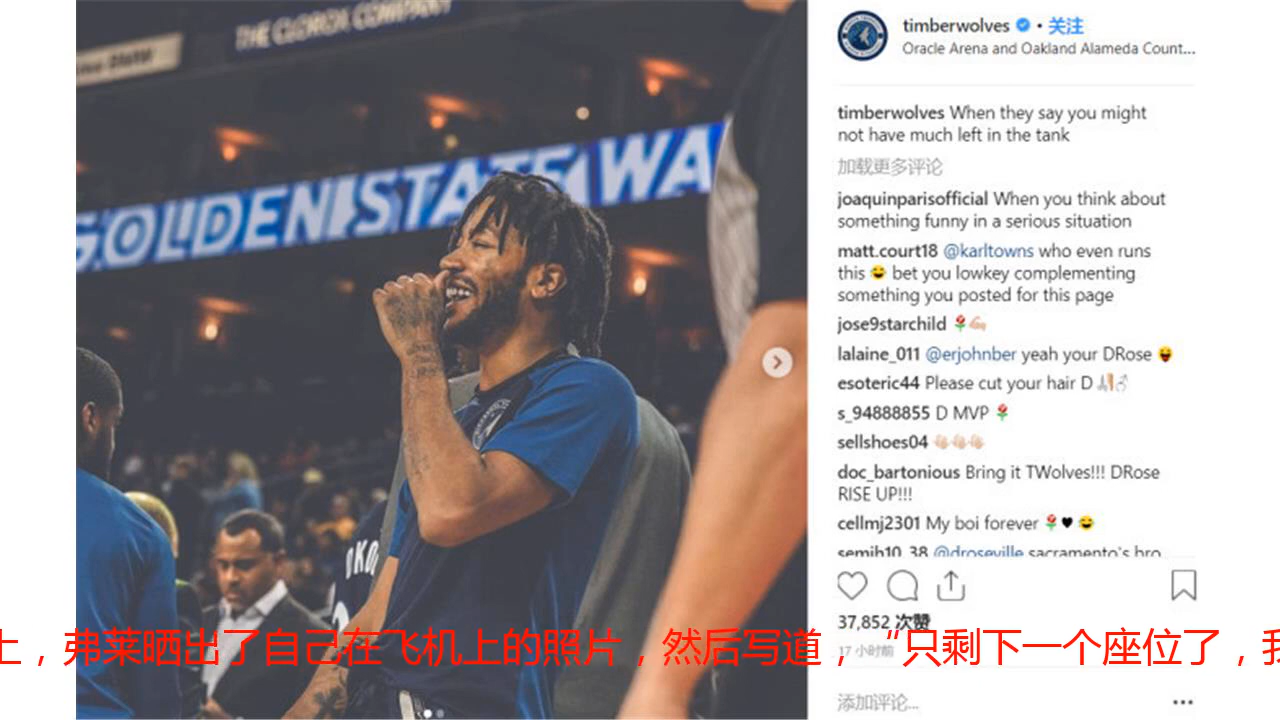 THE CLOROX COMPANY
GOLDEN STATE WA
timberwolves • 关注
Oracle Arena and Oakland Alameda Count...
timberwolves When they say you might
not have much left in the tank
加载更多评论
joaquinparisofficial When you think about
something funny in a serious situation
matt.court18 @karltowns who even runs
this 😂 bet you lowkey complementing
something you posted for this page
jose9starchild 🌹💪🏻
lalaine_011 @erjohnber yeah your DRose 😜
esoteric44 Please cut your hair D
s_94888855 D MVP 🌹
sellshoes04 👏🏻👏🏻👏🏻
doc_bartonious Bring it TWolves!!! DRose
RISE UP!!!
cellmj2301 My boi forever 🌹♥😂
semih10_38 @droseville sacramento's bro
37,852 次赞
上，弗莱晒出了自己在飞机上的照片，然后写道，“只剩下一个座位了，我
17 小时前
添加评论...